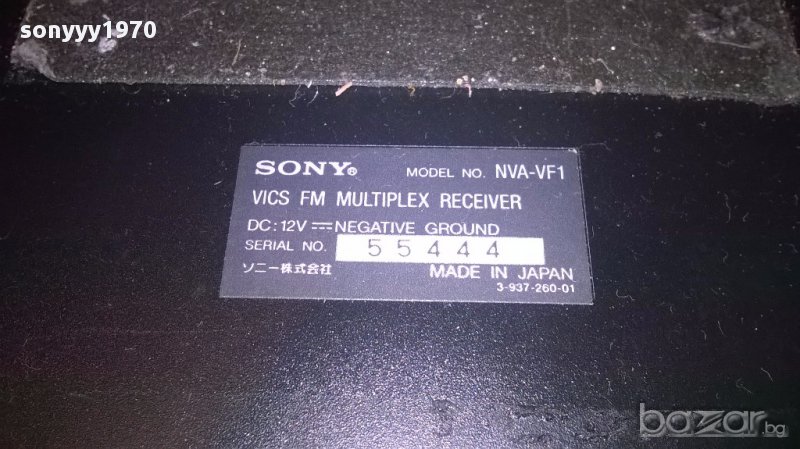 sonyyy1970
SONY® MODEL NO. NVA-VF1
VICS FM MULTIPLEX RECEIVER
DC: 12V ⎓ NEGATIVE GROUND
SERIAL NO. 55444
ソニー株式会社 MADE IN JAPAN
3-937-260-01
bazar.bg